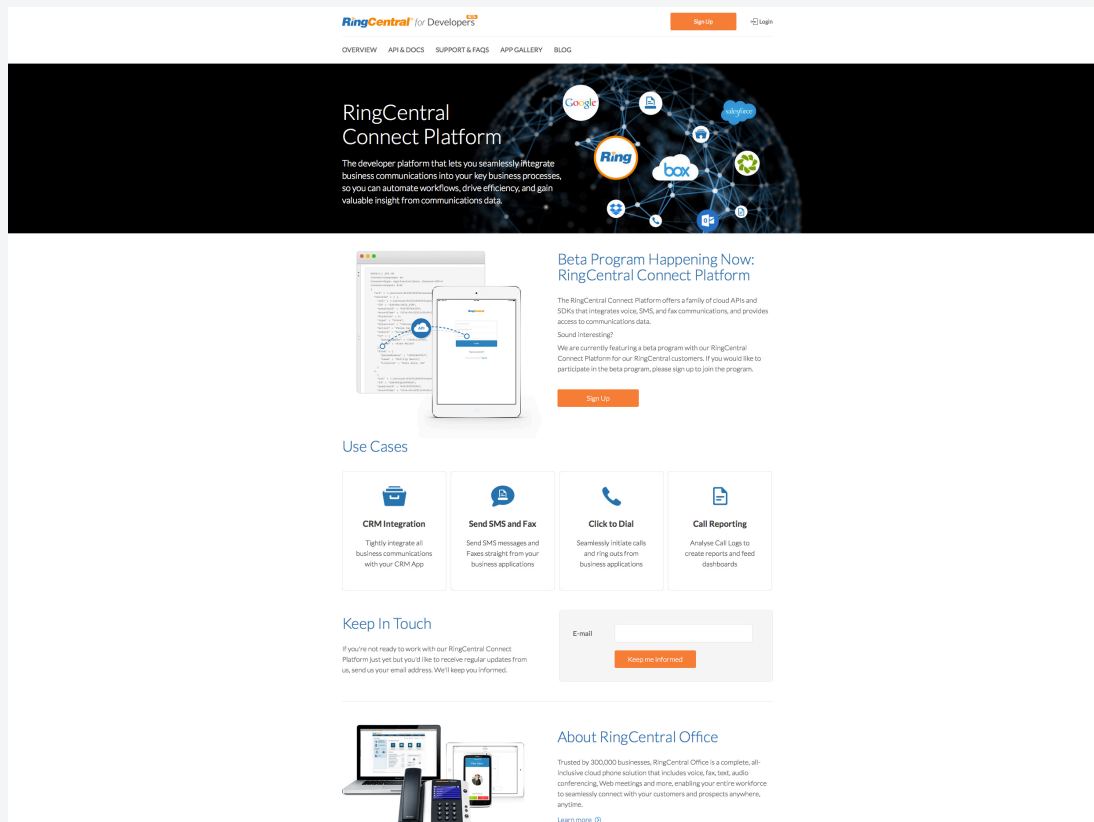 RingCentral® for Developers BETA
Sign Up
Login
OVERVIEW API & DOCS SUPPORT & FAQS APP GALLERY BLOG
RingCentral
Connect Platform
The developer platform that lets you seamlessly integrate
business communications into your key business processes,
so you can automate workflows, drive efficiency, and gain
valuable insight from communications data.
Google
salesforce
Ring
box
API
RingCentral
Beta Program Happening Now:
RingCentral Connect Platform
The RingCentral Connect Platform offers a family of cloud APIs and
SDKs that integrates voice, SMS, and fax communications, and provides
access to communications data.
Sound interesting?
We are currently featuring a beta program with our RingCentral
Connect Platform for our RingCentral customers. If you would like to
participate in the beta program, please sign up to join the program.
Sign Up
Use Cases
CRM Integration
Tightly integrate all
business communications
with your CRM App
Send SMS and Fax
Send SMS messages and
Faxes straight from your
business applications
Click to Dial
Seamlessly initiate calls
and ring outs from
business applications
Call Reporting
Analyse Call Logs to
create reports and feed
dashboards
Keep In Touch
If you're not ready to work with our RingCentral Connect
Platform just yet but you'd like to receive regular updates from
us, send us your email address. We'll keep you informed.
E-mail
Keep me informed
About RingCentral Office
Trusted by 300,000 businesses, RingCentral Office is a complete, all-
inclusive cloud phone solution that includes voice, fax, text, audio
conferencing, Web meetings and more, enabling your entire workforce
to seamlessly connect with your customers and prospects anywhere,
anytime.
Learn more